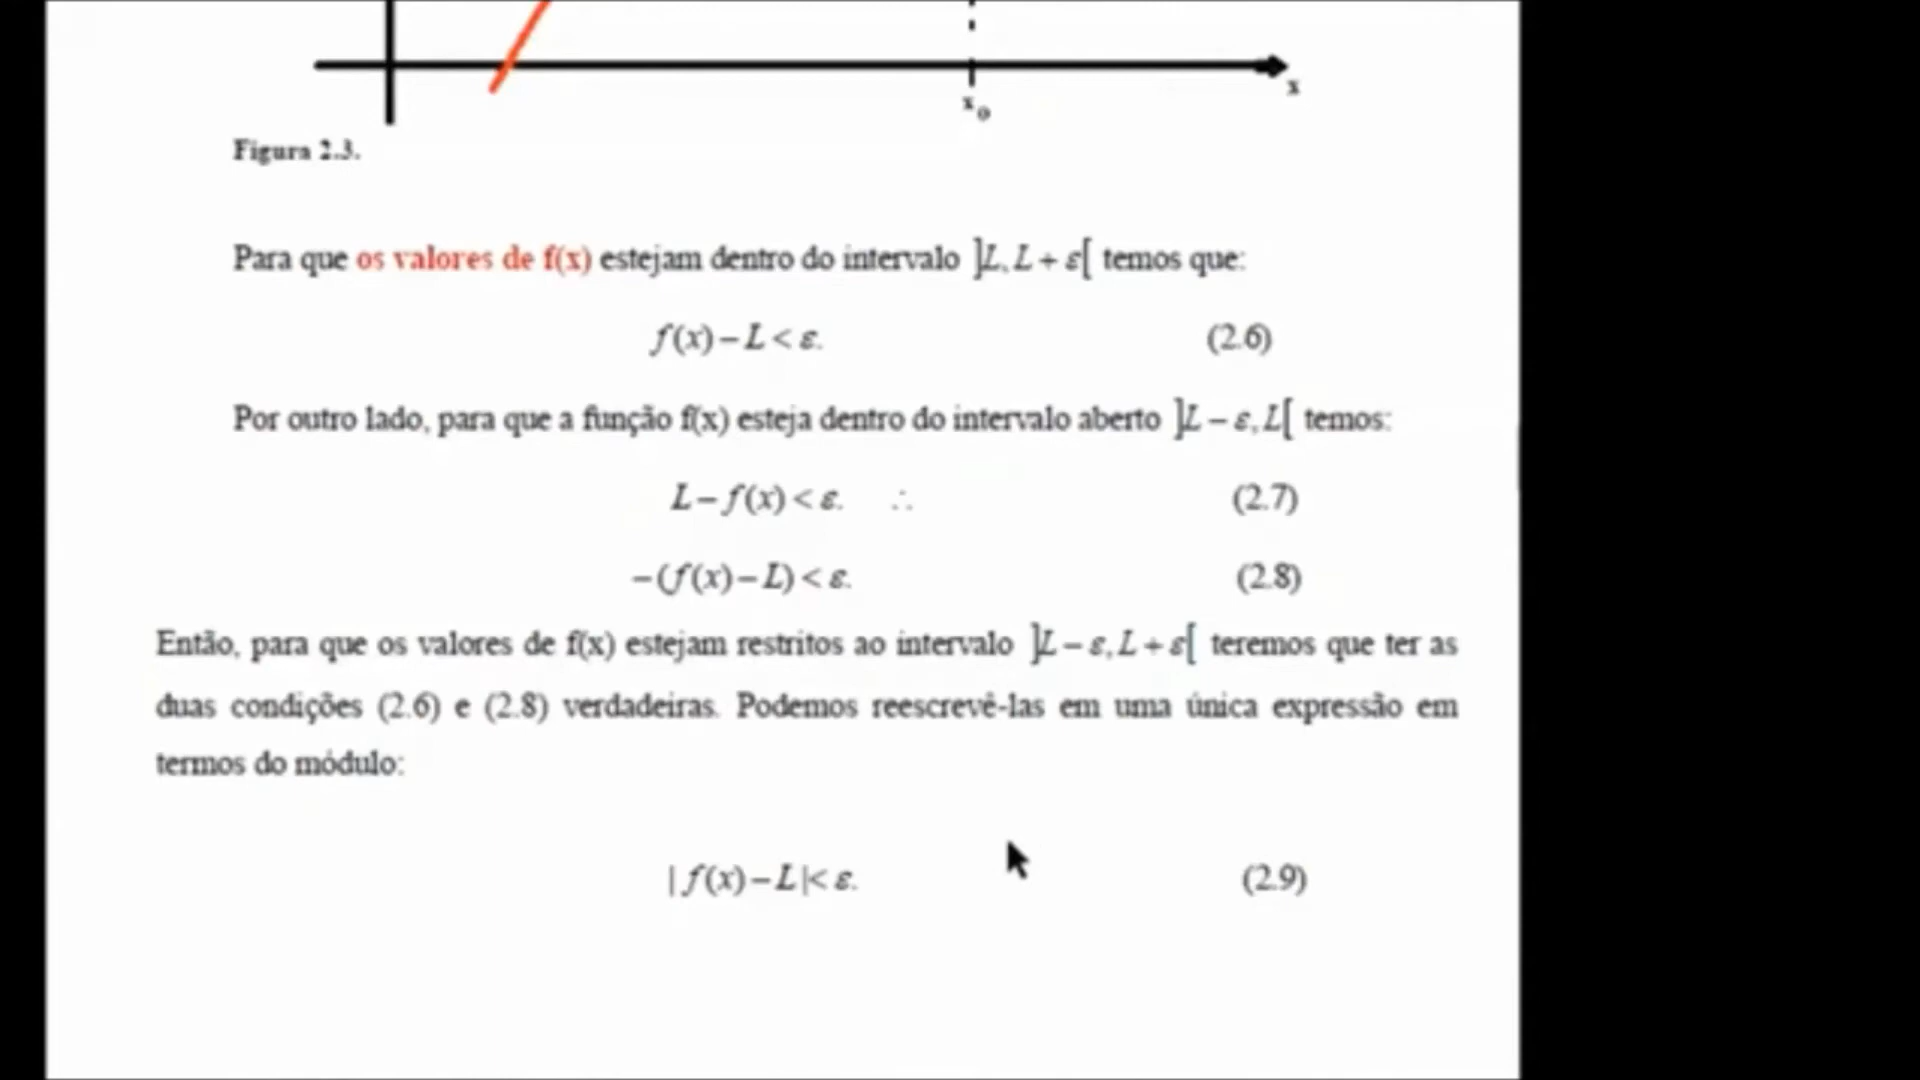 x
x₀
Figura 2.3.
Para que os valores de f(x) estejam dentro do intervalo ]L, L + ε[ temos que:
f(x) – L < ε. (2.6)
Por outro lado, para que a função f(x) esteja dentro do intervalo aberto ]L – ε, L[ temos:
L – f(x) < ε. ∴ (2.7)
–(f(x) – L) < ε. (2.8)
Então, para que os valores de f(x) estejam restritos ao intervalo ]L – ε, L + ε[ teremos que ter as
duas condições (2.6) e (2.8) verdadeiras. Podemos reescrevê-las em uma única expressão em
termos do módulo:
| f(x) – L |< ε. (2.9)